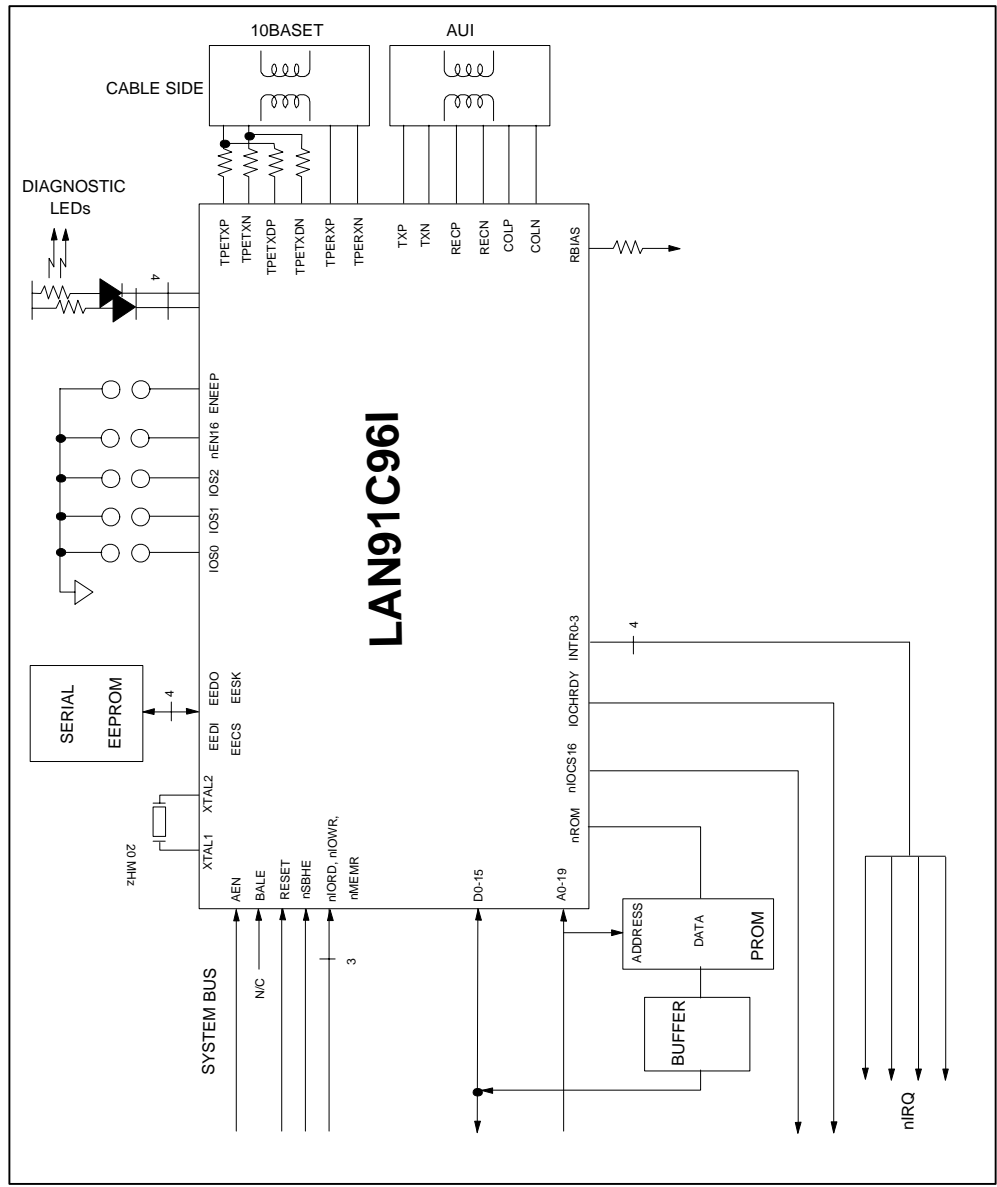 10BASET
AUI
CABLE SIDE
DIAGNOSTIC
LEDs
4
TPETXP
TPETXN
TPETXDP
TPETXDN
TPERXP
TPERXN
TXP
TXN
RECP
RECN
COLP
COLN
RBIAS
ENEEP
nEN16
IOS2
IOS1
IOS0
LAN91C96I
SERIAL
EEPROM
4
EEDO
EESK
EEDI
EECS
XTAL2
XTAL1
20 MHz
INTR0-3
4
IOCHRDY
nIOCS16
nROM
AEN
BALE
RESET
nSBHE
nIORD, nIOWR,
nMEMR
D0-15
A0-19
SYSTEM BUS
N/C
3
ADDRESS
DATA
PROM
BUFFER
nIRQ